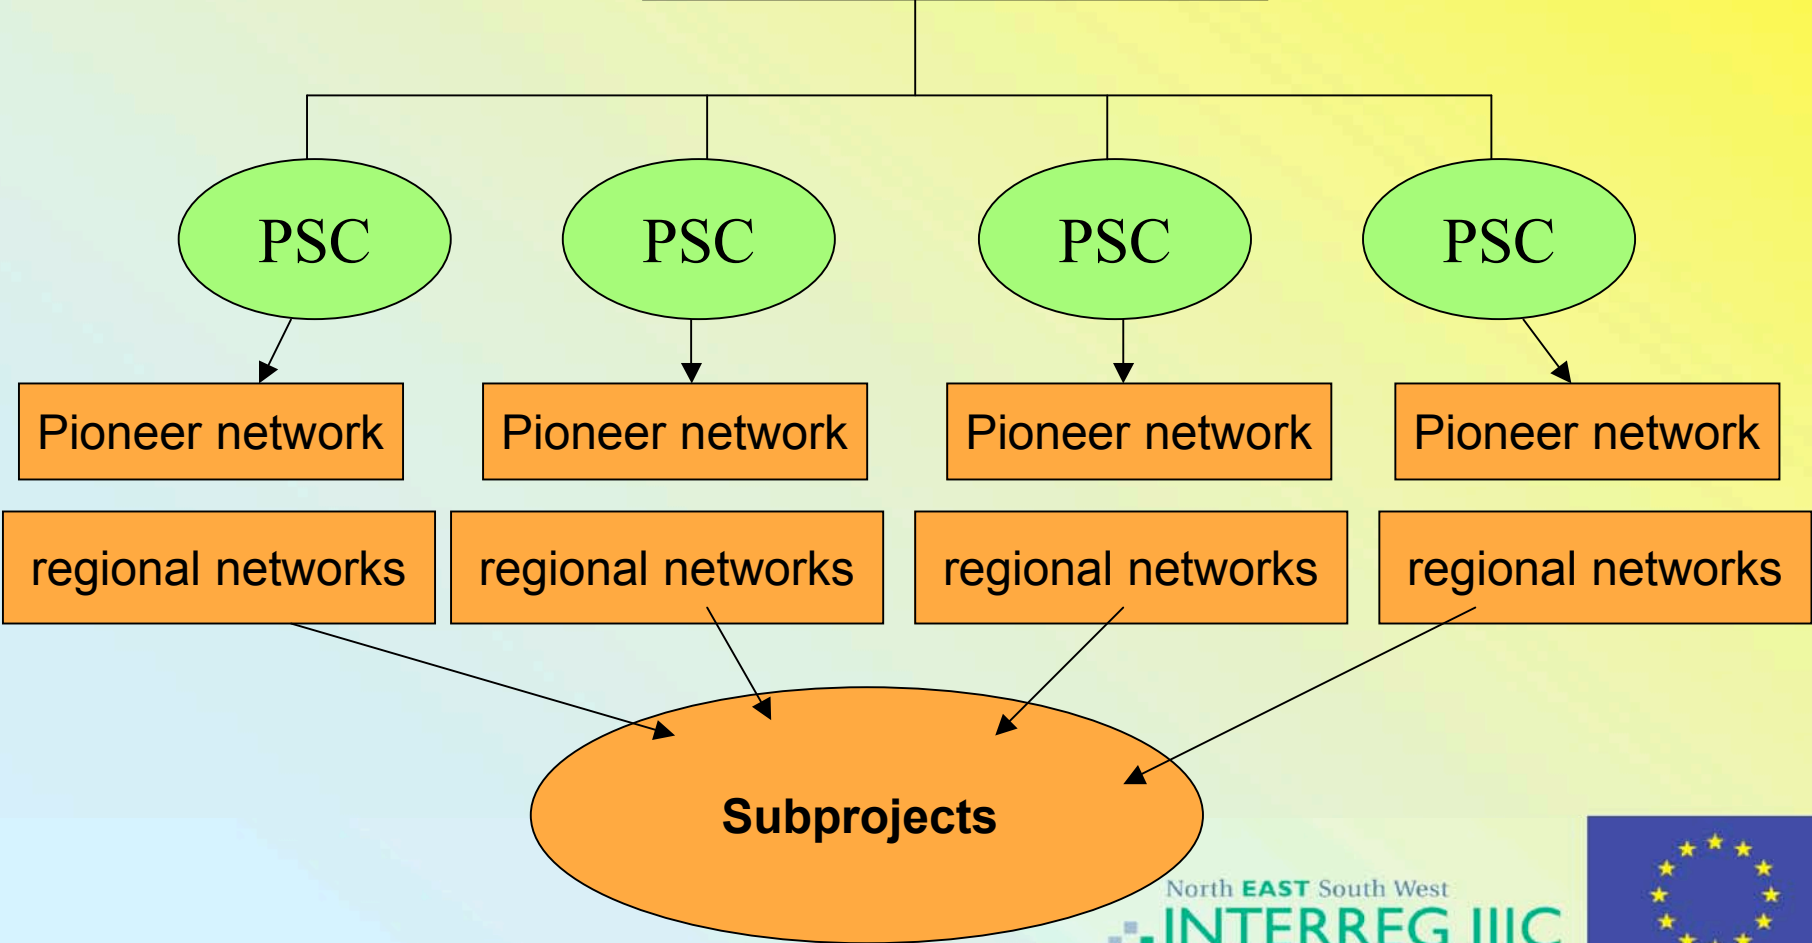 PSC PSC PSC PSC
Pioneer network Pioneer network Pioneer network Pioneer network
regional networks regional networks regional networks regional networks
Subprojects
North EAST South West
INTERREG IIIC